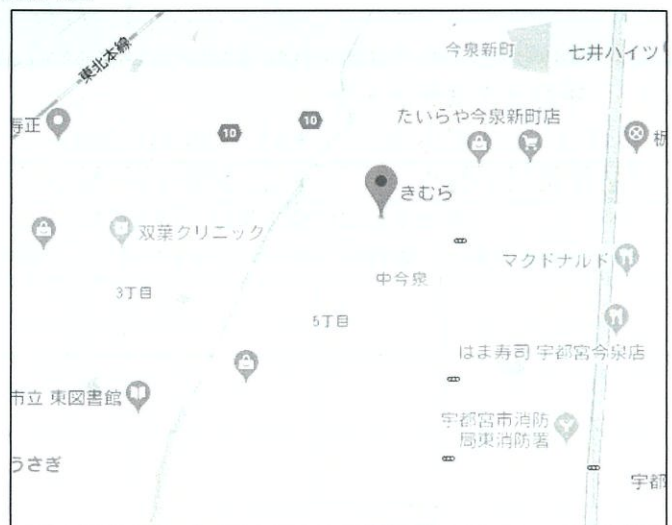 東北本線
今泉新町
七井ハイツ
寿正
10
10
たいらや今泉新町店
栃
きむら
双葉クリニック
マクドナルド
中今泉
3丁目
5丁目
はま寿司 宇都宮今泉店
市立 東図書館
宇都宮市消防
局東消防署
うさぎ
宇都